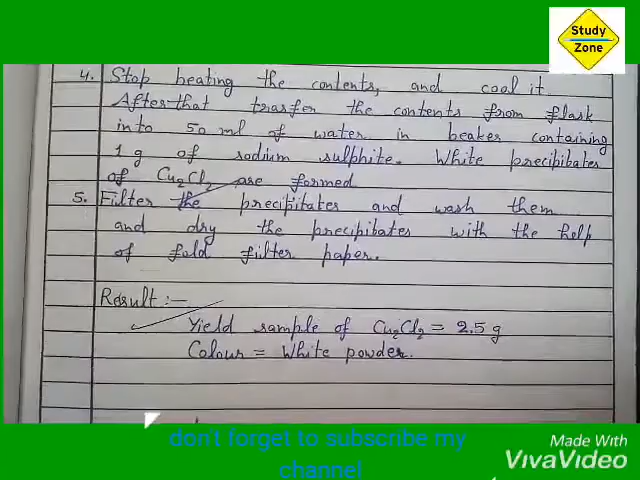 Study
Zone
4. Stop heating the contents, and cool it.
After that trasfer the contents from flask
into 50 ml of water in beaker containing
1 g of sodium sulphite. White precipitates
of Cu₂Cl₂ are formed
5. Filter the precipitates and wash them
and dry the precipitates with the help
of fold filter paper.
Result :-
Yield sample of Cu₂Cl₂ = 2.5 g
Colour = White powder.
don't forget to subscribe my
channel
Made With
VivaVideo